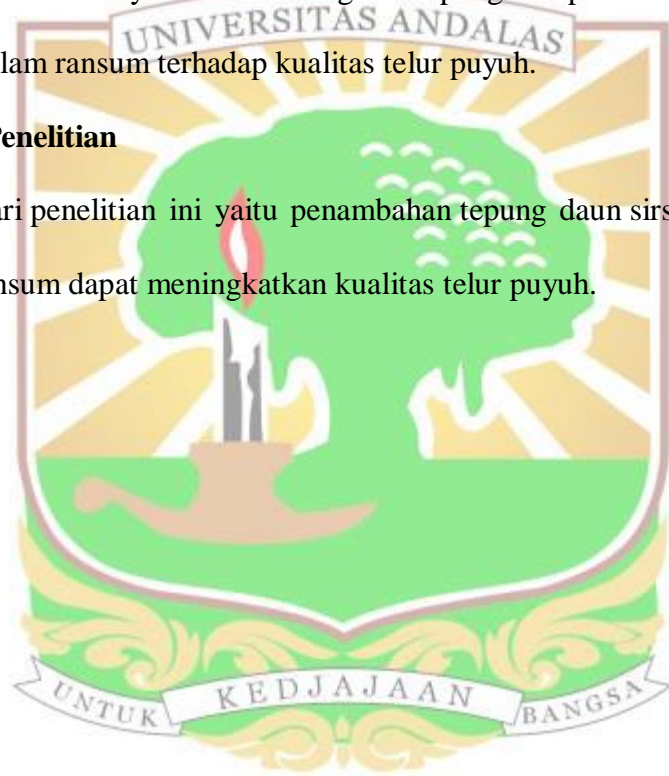 UNIVERSITAS ANDALAS
lam ransum terhadap kualitas telur puyuh.
Penelitian
ri penelitian ini yaitu penambahan tepung daun sirs
nsum dapat meningkatkan kualitas telur puyuh.
UNTUK KEDJAJAAN BANGSA